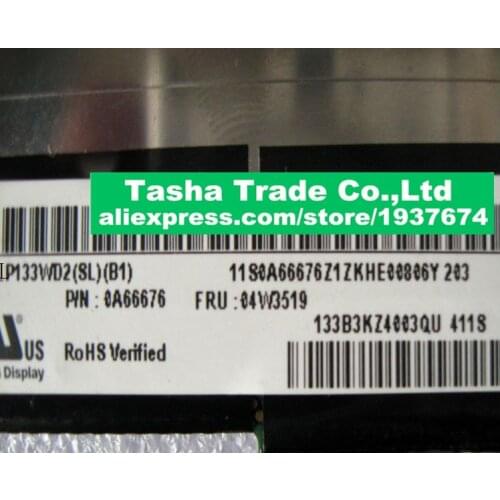 Tasha Trade Co.,Ltd
aliexpress.com/store/1937674
LP133WD2(SL)(B1)
11S0A66676Z1ZKHE00806Y 203
P/N : 0A66676
FRU : 04W3519
133B3KZ4003QU 411S
US
RoHS Verified
Display